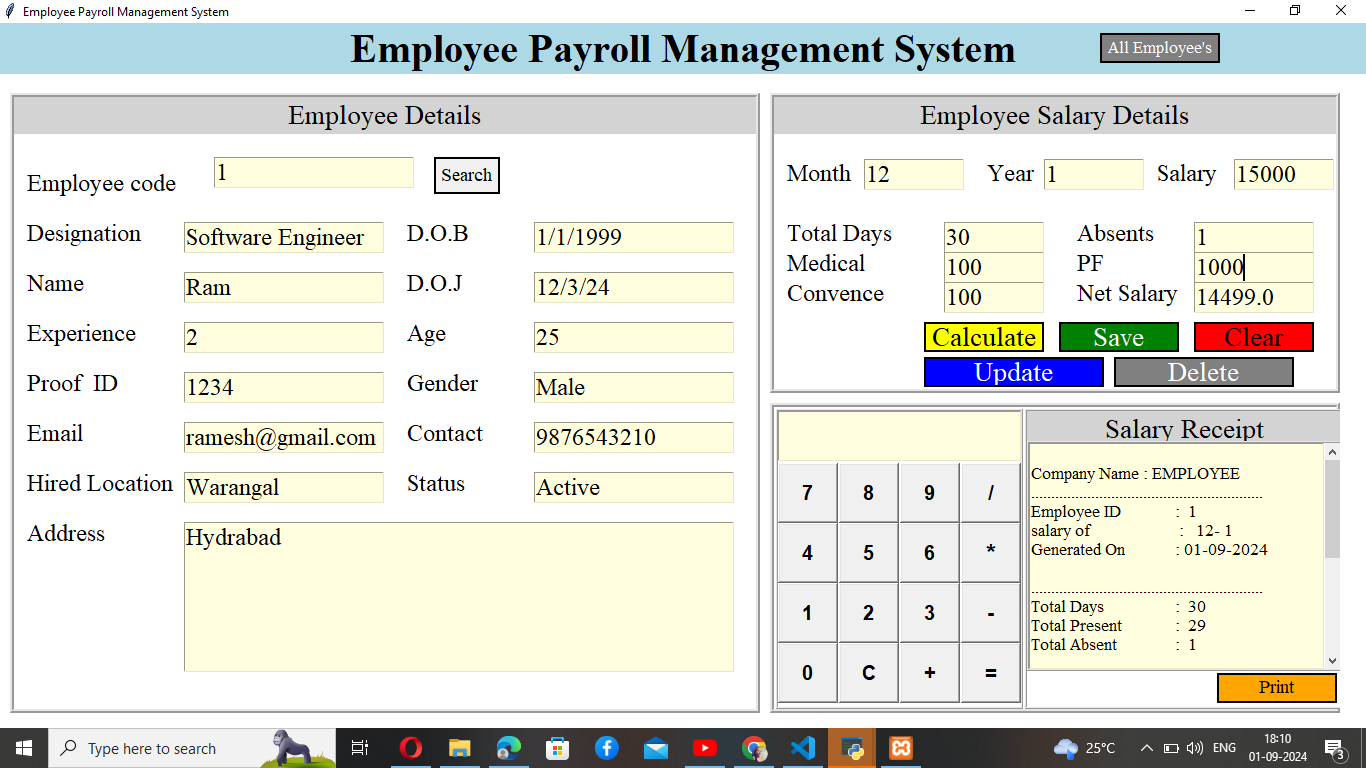 Employee Payroll Management System
Employee Payroll Management System
All Employee's
Employee Details
Employee code 1 Search
Designation Software Engineer D.O.B 1/1/1999
Name Ram D.O.J 12/3/24
Experience 2 Age 25
Proof ID 1234 Gender Male
Email ramesh@gmail.com Contact 9876543210
Hired Location Warangal Status Active
Address Hydrabad
Employee Salary Details
Month 12 Year 1 Salary 15000
Total Days 30 Absents 1
Medical 100 PF 1000
Convence 100 Net Salary 14499.0
Calculate Save Clear
Update Delete
7 8 9 /
4 5 6 *
1 2 3 -
0 C + =
Salary Receipt
Company Name : EMPLOYEE
----------------------------------------------------------
Employee ID : 1
salary of : 12- 1
Generated On : 01-09-2024
----------------------------------------------------------
Total Days : 30
Total Present : 29
Total Absent : 1
Print
Type here to search
25°C
ENG
18:10
01-09-2024
3